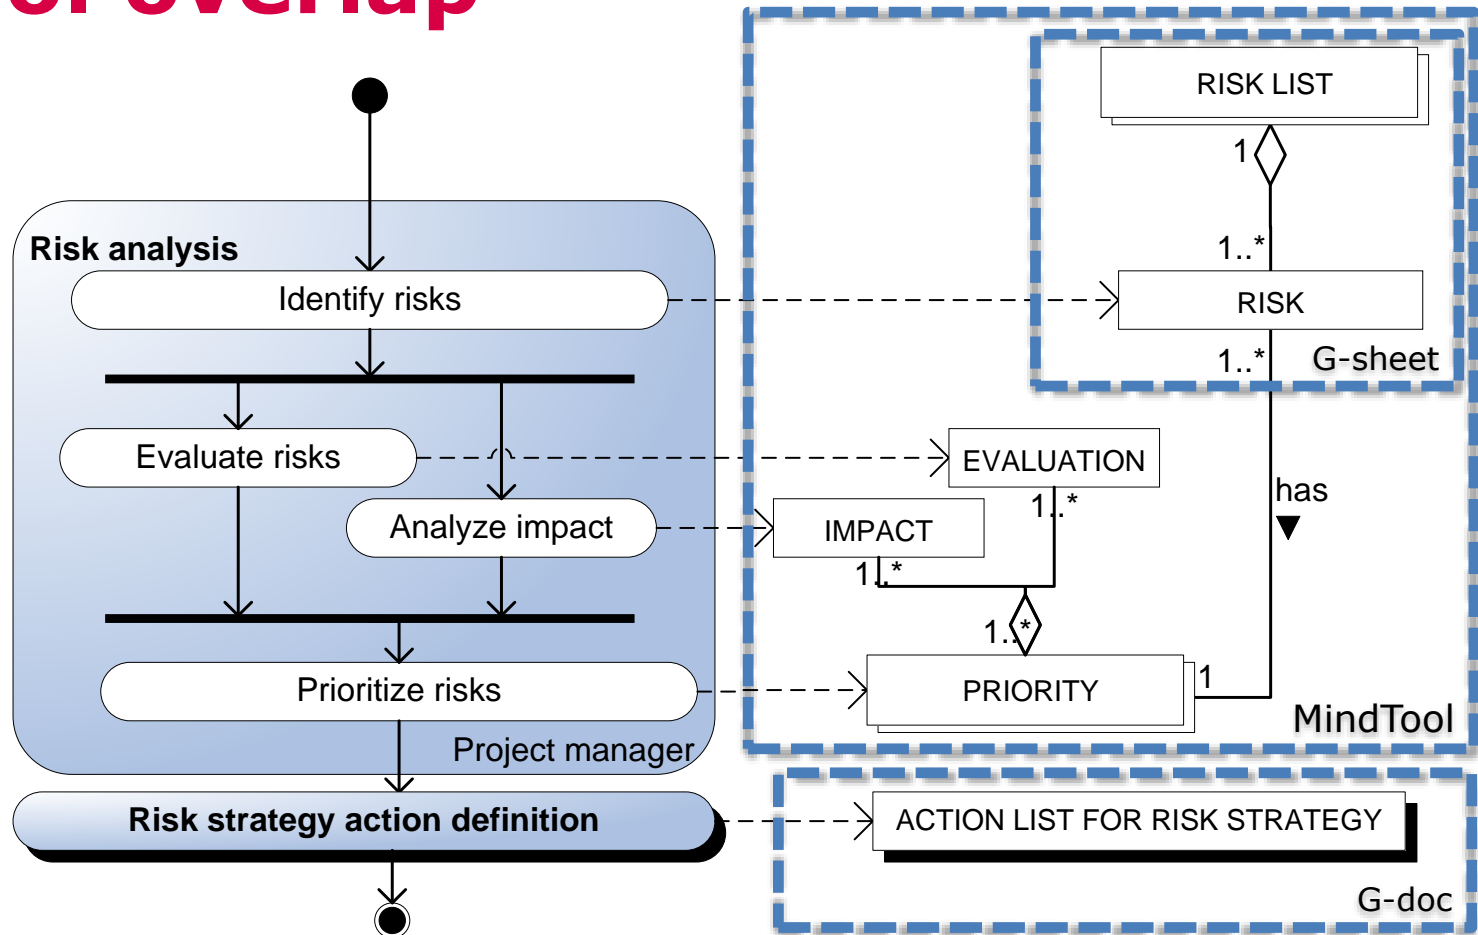 or overlap
RISK LIST
1
1..*
Risk analysis
Identify risks
RISK
1..*
G-sheet
Evaluate risks
EVALUATION
1..*
has
Analyze impact
IMPACT
1..*
1..*
Prioritize risks
PRIORITY
1
MindTool
Project manager
Risk strategy action definition
ACTION LIST FOR RISK STRATEGY
G-doc